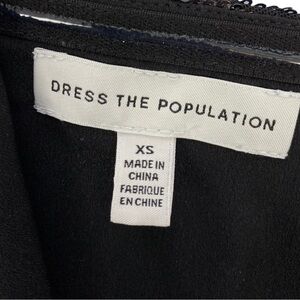 DRESS THE POPULATION
XS
MADE IN
CHINA
FABRIQUE
EN CHINE